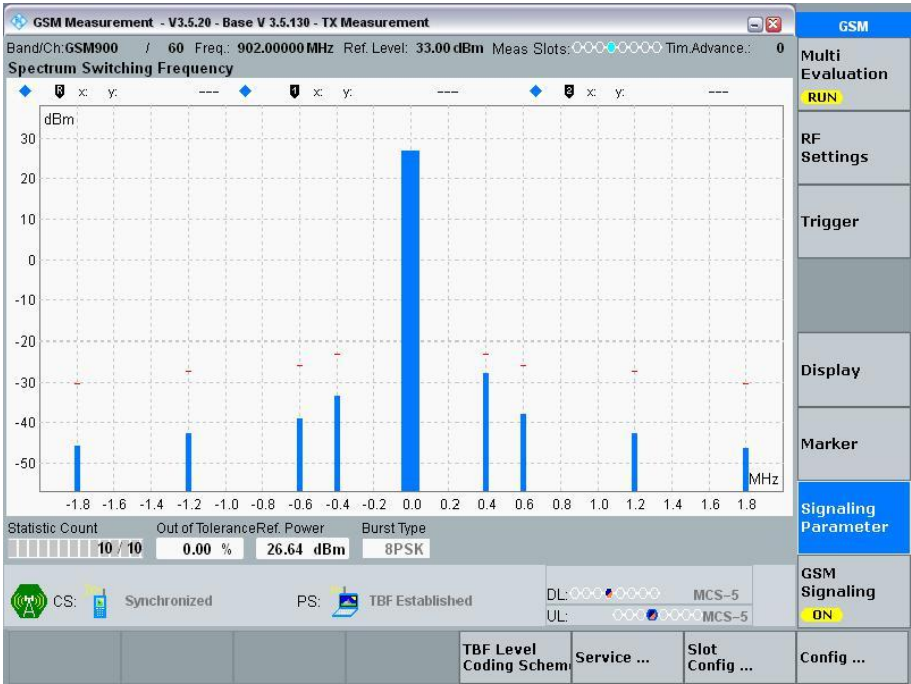 GSM Measurement - V3.5.20 - Base V 3.5.130 - TX Measurement
GSM
Band/Ch:GSM900 / 60 Freq.: 902.00000 MHz Ref. Level: 33.00 dBm Meas Slots: Tim.Advance.: 0
Spectrum Switching Frequency
R x: y: --- 1 x: y: --- 2 x: y: ---
dBm
30
20
10
0
-10
-20
-30
-40
-50
MHz
-1.8 -1.6 -1.4 -1.2 -1.0 -0.8 -0.6 -0.4 -0.2 0.0 0.2 0.4 0.6 0.8 1.0 1.2 1.4 1.6 1.8
Statistic Count Out of ToleranceRef. Power Burst Type
10 / 10 0.00 % 26.64 dBm 8PSK
CS: Synchronized PS: TBF Established
DL: MCS-5
UL: MCS-5
Multi
Evaluation
RUN
RF
Settings
Trigger
Display
Marker
Signaling
Parameter
GSM
Signaling
ON
TBF Level
Coding Schem
Service ...
Slot
Config ...
Config ...